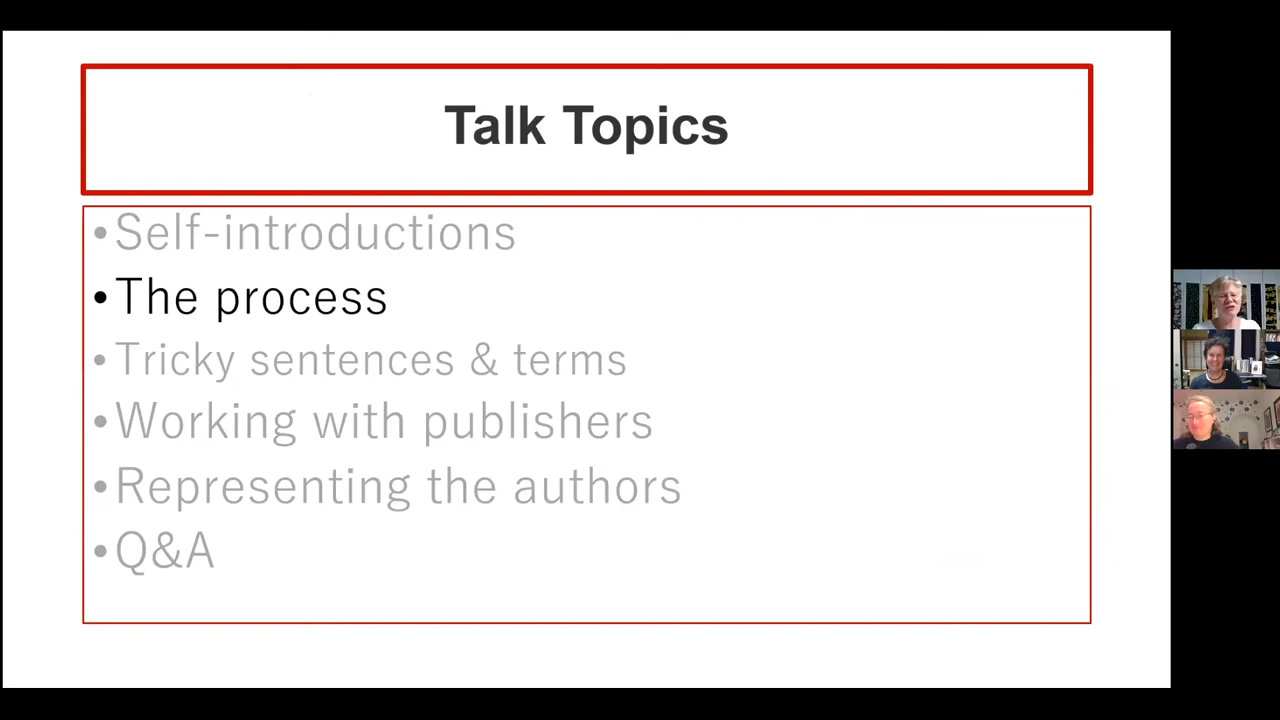 Talk Topics
•Self-introductions
•The process
•Tricky sentences & terms
•Working with publishers
•Representing the authors
•Q&A